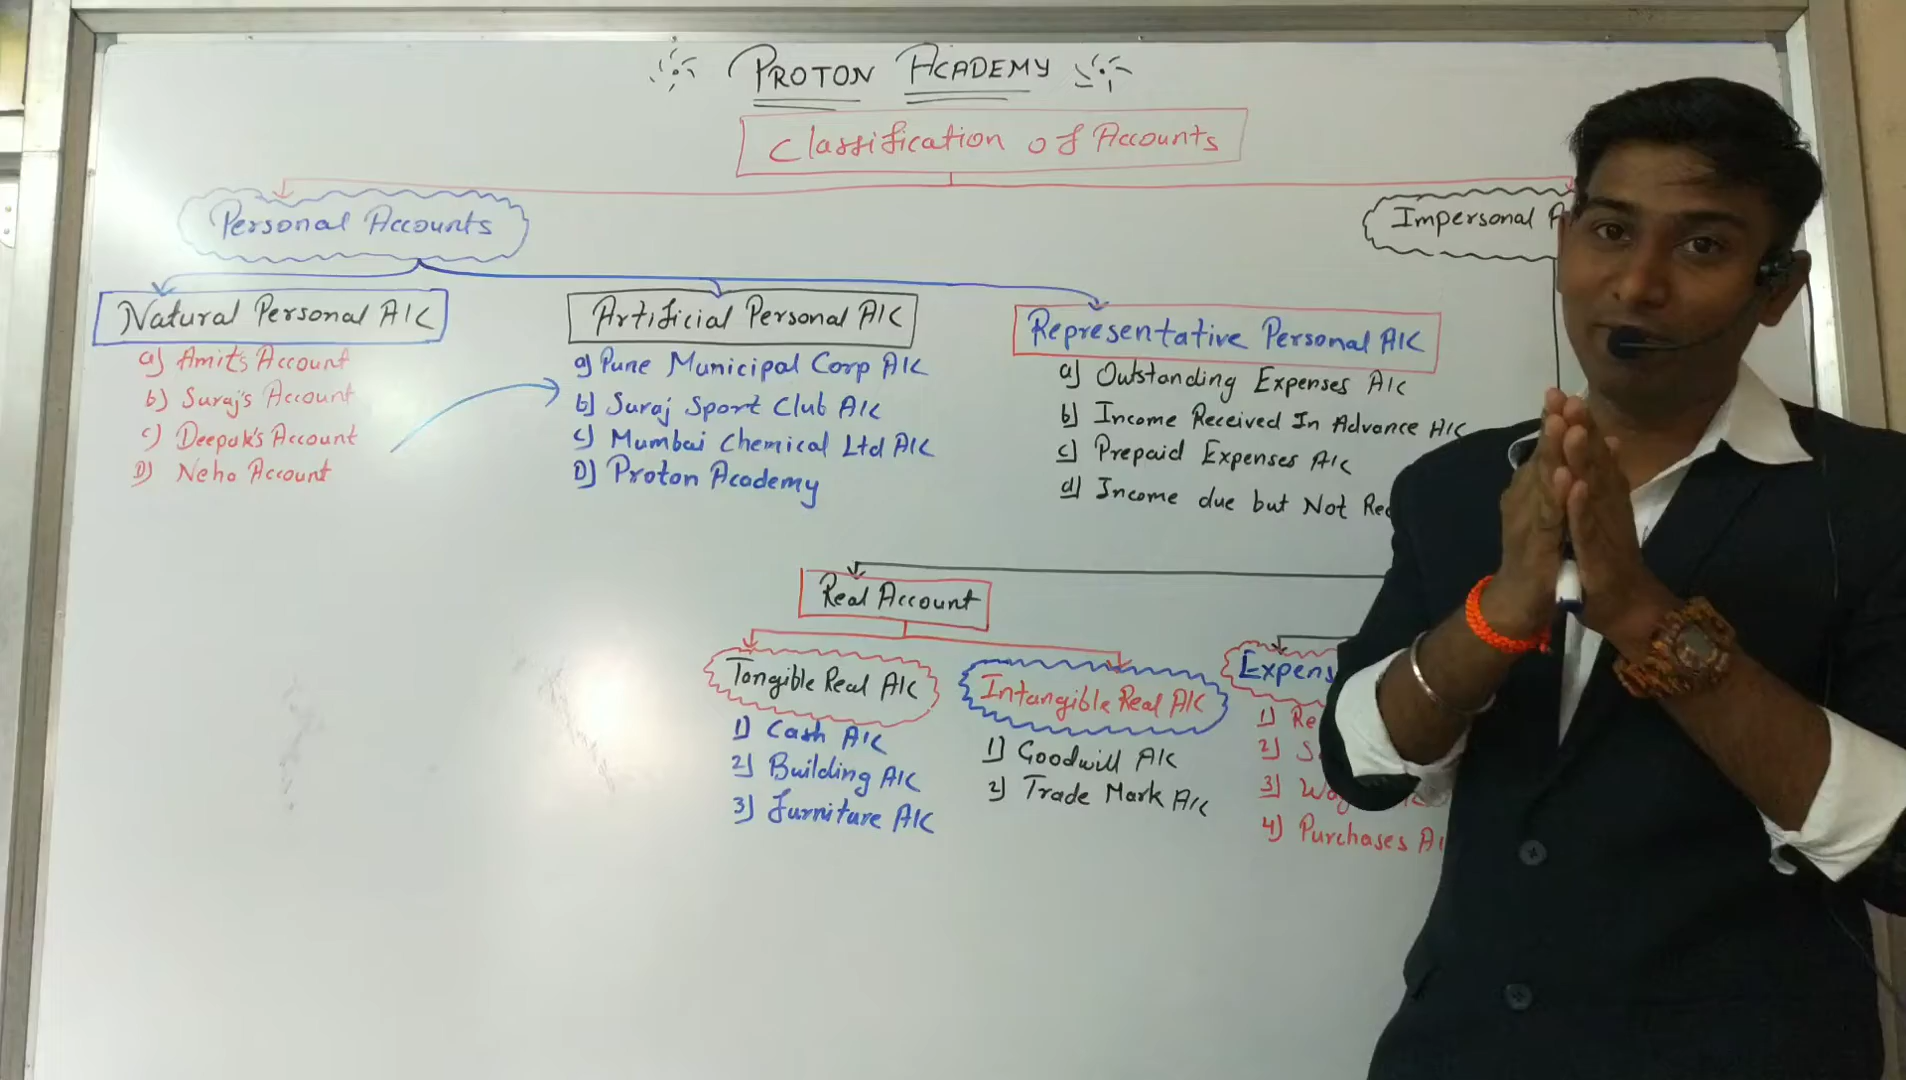 PROTON ACADEMY
Classification of Accounts
Personal Accounts
Impersonal
Natural Personal A/C
a) Amit's Account
b) Suraj's Account
c) Deepak's Account
D) Neha Account
Artificial Personal A/C
a) Pune Municipal Corp A/C
b) Suraj Sport Club A/C
c) Mumbai Chemical Ltd A/C
D) Proton Academy
Representative Personal A/C
a) Outstanding Expenses A/C
b) Income Received In Advance A/C
c) Prepaid Expenses A/C
d) Income due but Not Rec
Real Account
Tangible Real A/C
1) Cash A/C
2) Building A/C
3) Furniture A/C
Intangible Real A/C
1) Goodwill A/C
2) Trade Mark A/C
Expens
1) Re
2) S
3) Wag
4) Purchases A/